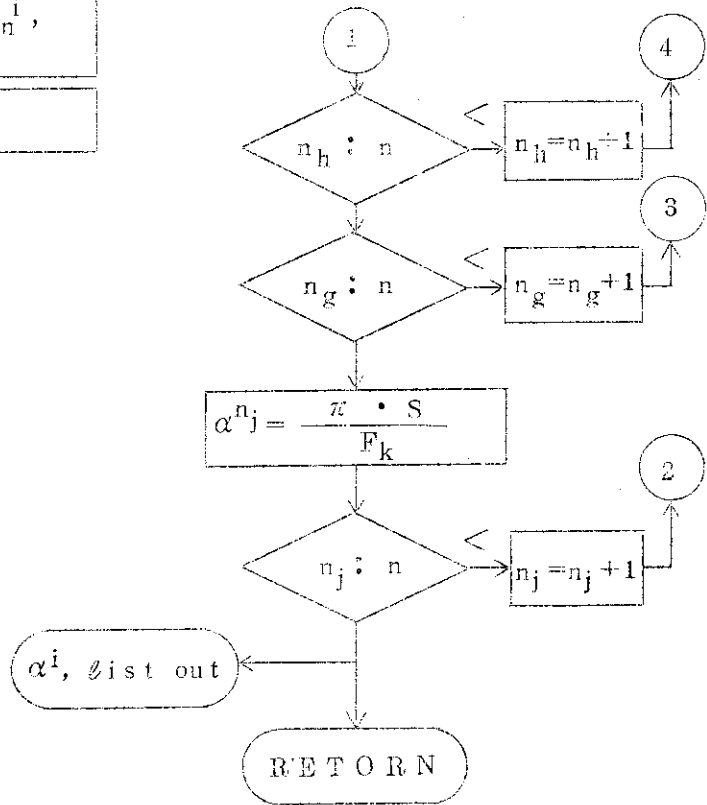 n^i,
1
4
n_h : n
<
n_h=n_h+1
3
n_g : n
<
n_g=n_g+1
α^{n_j} = π · S / F_k
2
n_j : n
<
n_j=n_j+1
α^i, ℓist out
RETORN